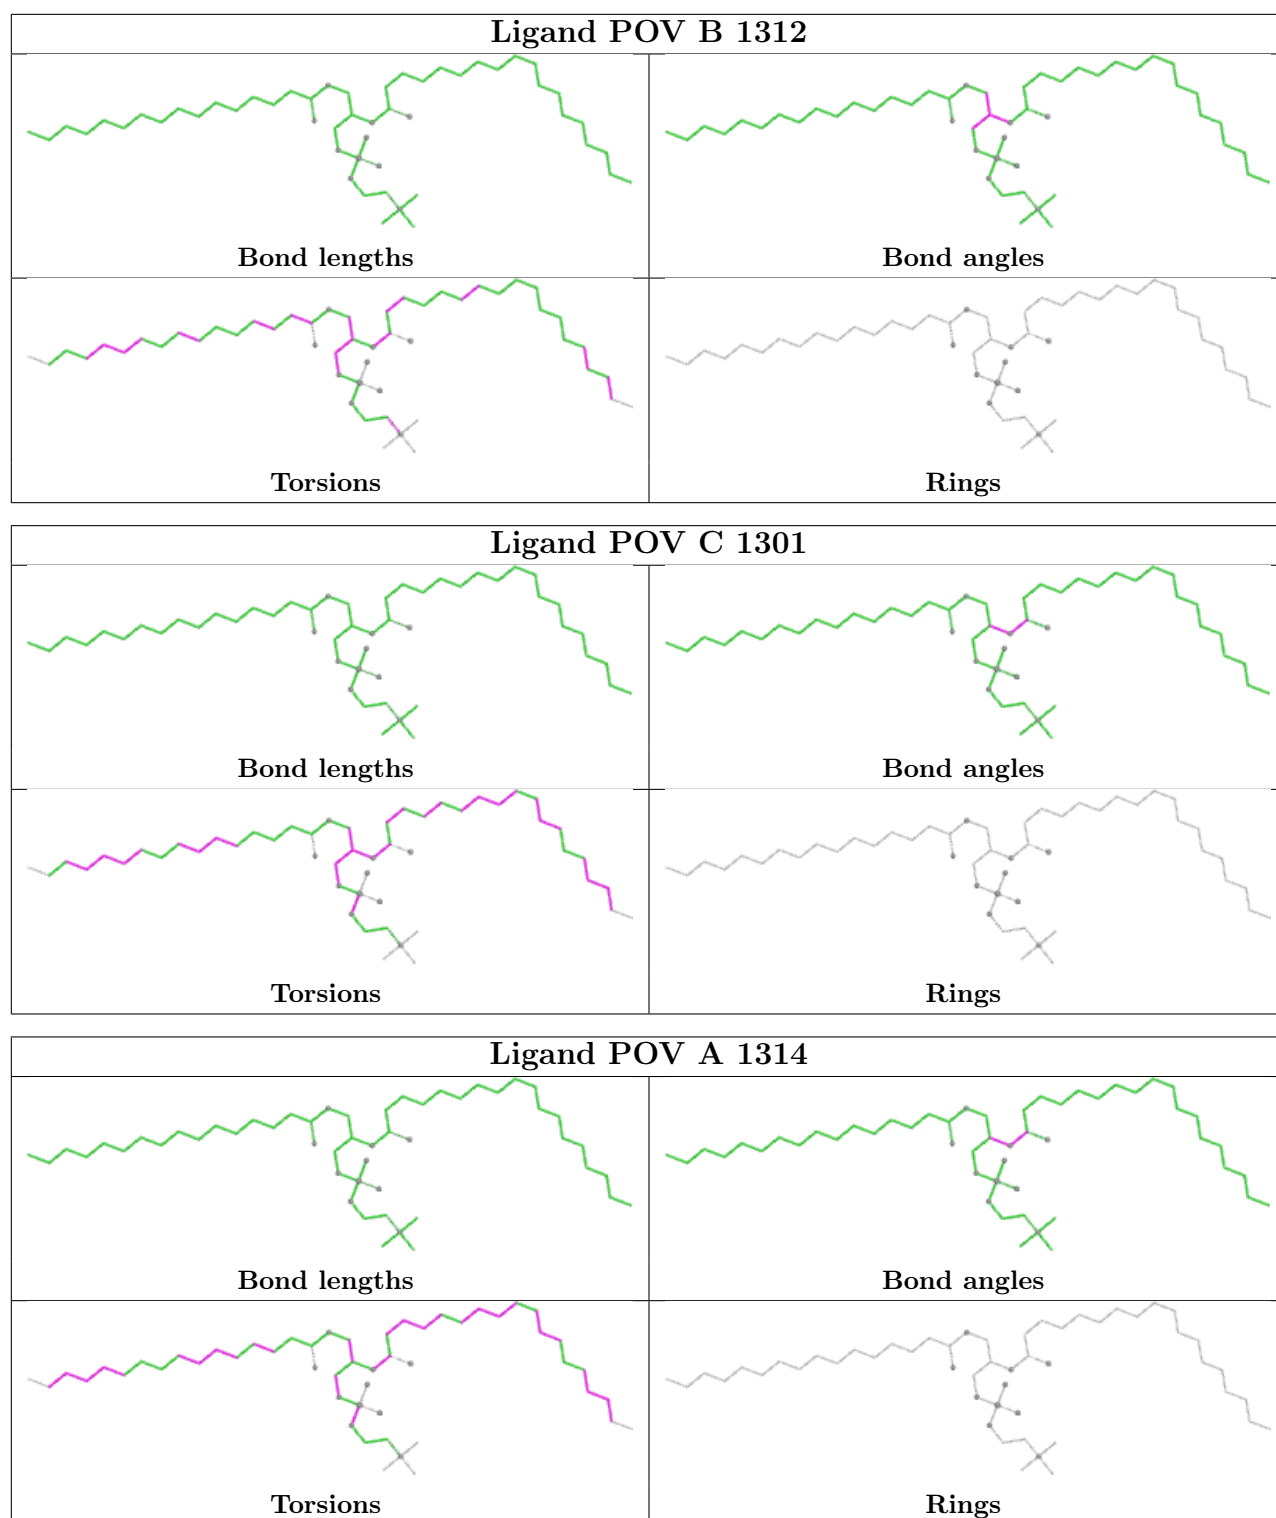 Ligand POV B 1312
Bond lengths
Bond angles
Torsions
Rings
Ligand POV C 1301
Bond lengths
Bond angles
Torsions
Rings
Ligand POV A 1314
Bond lengths
Bond angles
Torsions
Rings